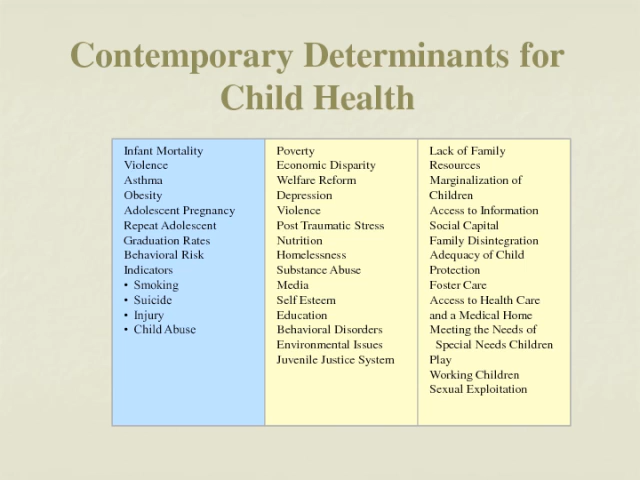 Contemporary Determinants for
Child Health
Infant Mortality
Violence
Asthma
Obesity
Adolescent Pregnancy
Repeat Adolescent
Graduation Rates
Behavioral Risk
Indicators
• Smoking
• Suicide
• Injury
• Child Abuse
Poverty
Economic Disparity
Welfare Reform
Depression
Violence
Post Traumatic Stress
Nutrition
Homelessness
Substance Abuse
Media
Self Esteem
Education
Behavioral Disorders
Environmental Issues
Juvenile Justice System
Lack of Family
Resources
Marginalization of
Children
Access to Information
Social Capital
Family Disintegration
Adequacy of Child
Protection
Foster Care
Access to Health Care
and a Medical Home
Meeting the Needs of
Special Needs Children
Play
Working Children
Sexual Exploitation